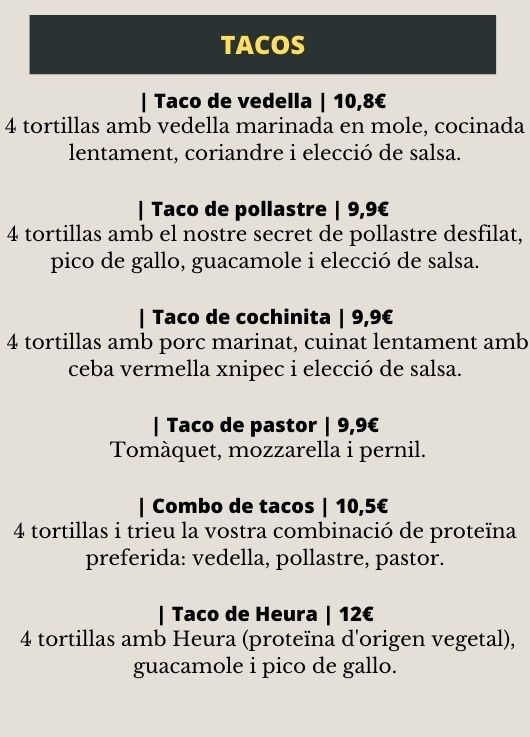 TACOS
| Taco de vedella | 10,8€
4 tortillas amb vedella marinada en mole, cocinada
lentament, coriandre i elecció de salsa.
| Taco de pollastre | 9,9€
4 tortillas amb el nostre secret de pollastre desfilat,
pico de gallo, guacamole i elecció de salsa.
| Taco de cochinita | 9,9€
4 tortillas amb porc marinat, cuinat lentament amb
ceba vermella xnipec i elecció de salsa.
| Taco de pastor | 9,9€
Tomàquet, mozzarella i pernil.
| Combo de tacos | 10,5€
4 tortillas i trieu la vostra combinació de proteïna
preferida: vedella, pollastre, pastor.
| Taco de Heura | 12€
4 tortillas amb Heura (proteïna d'origen vegetal),
guacamole i pico de gallo.